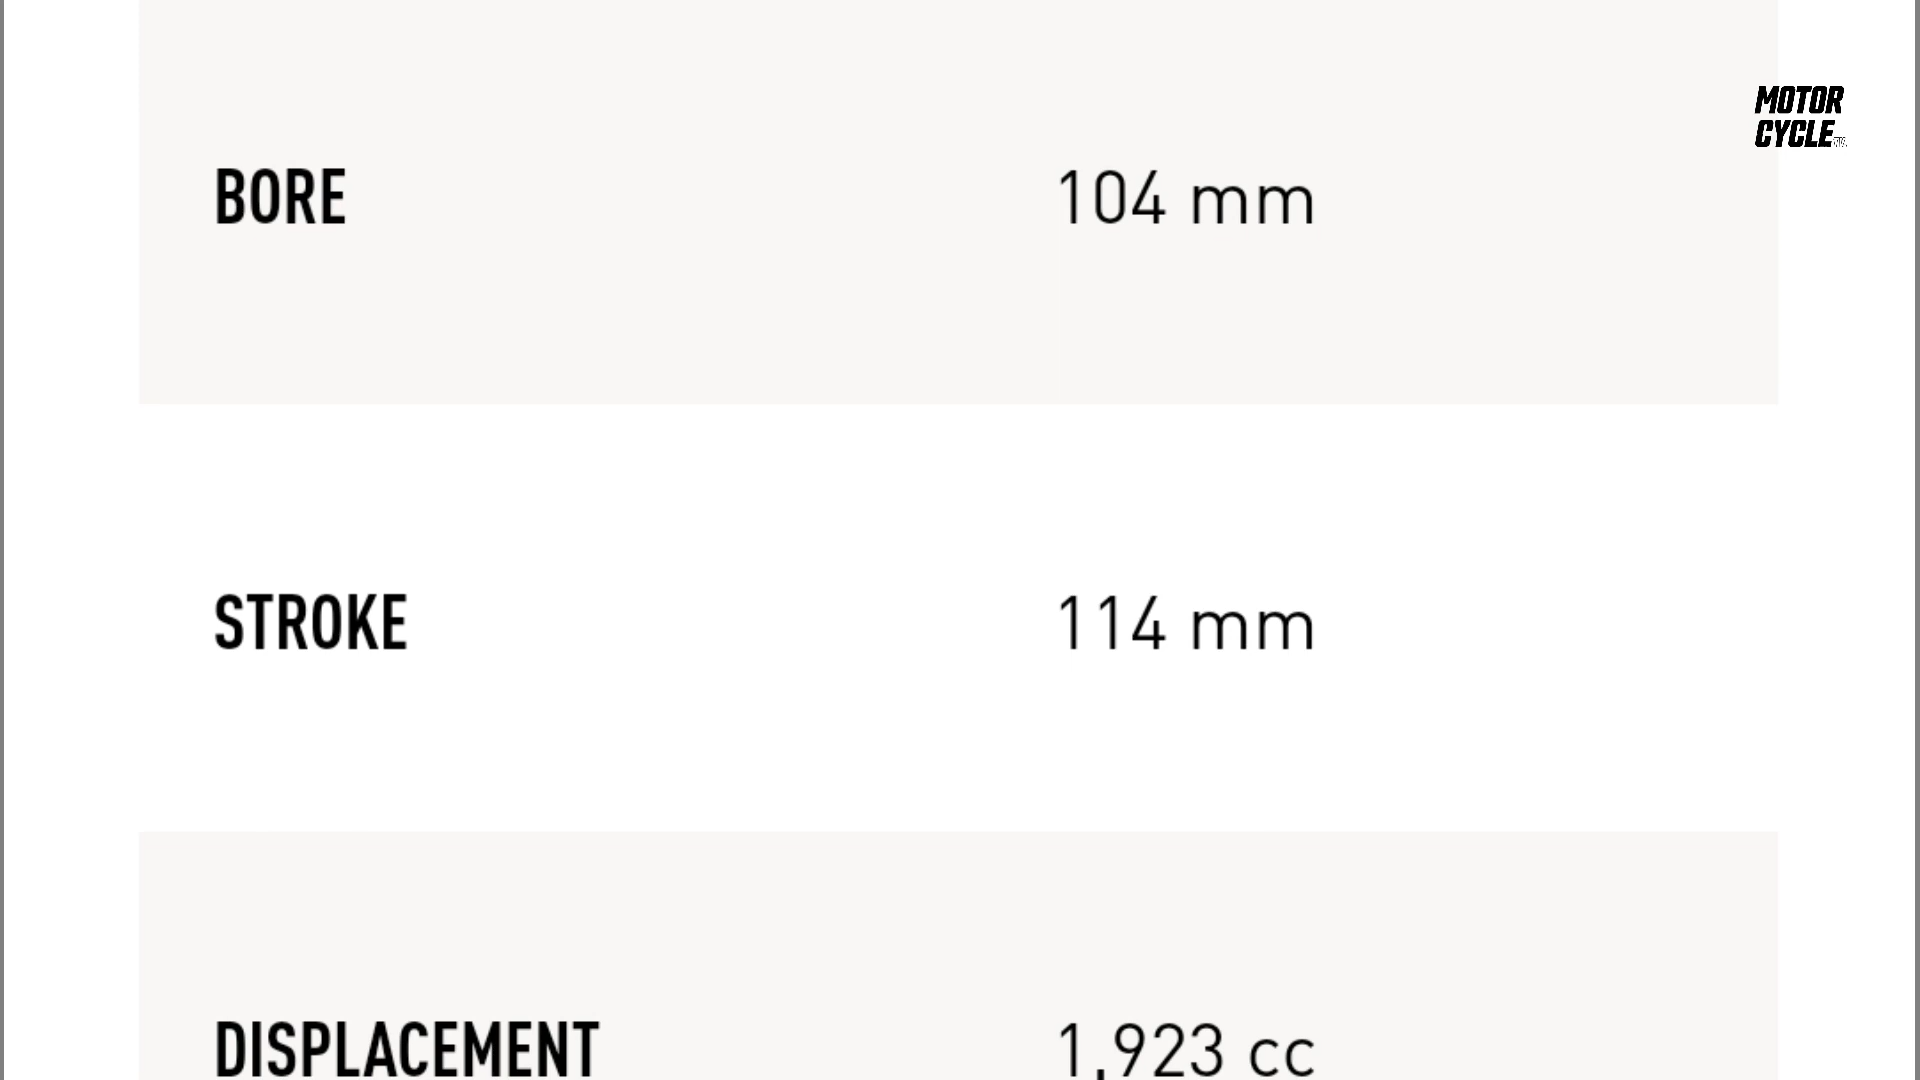 MOTOR
CYCLE
BORE 104 mm
STROKE 114 mm
DISPLACEMENT 1,923 cc